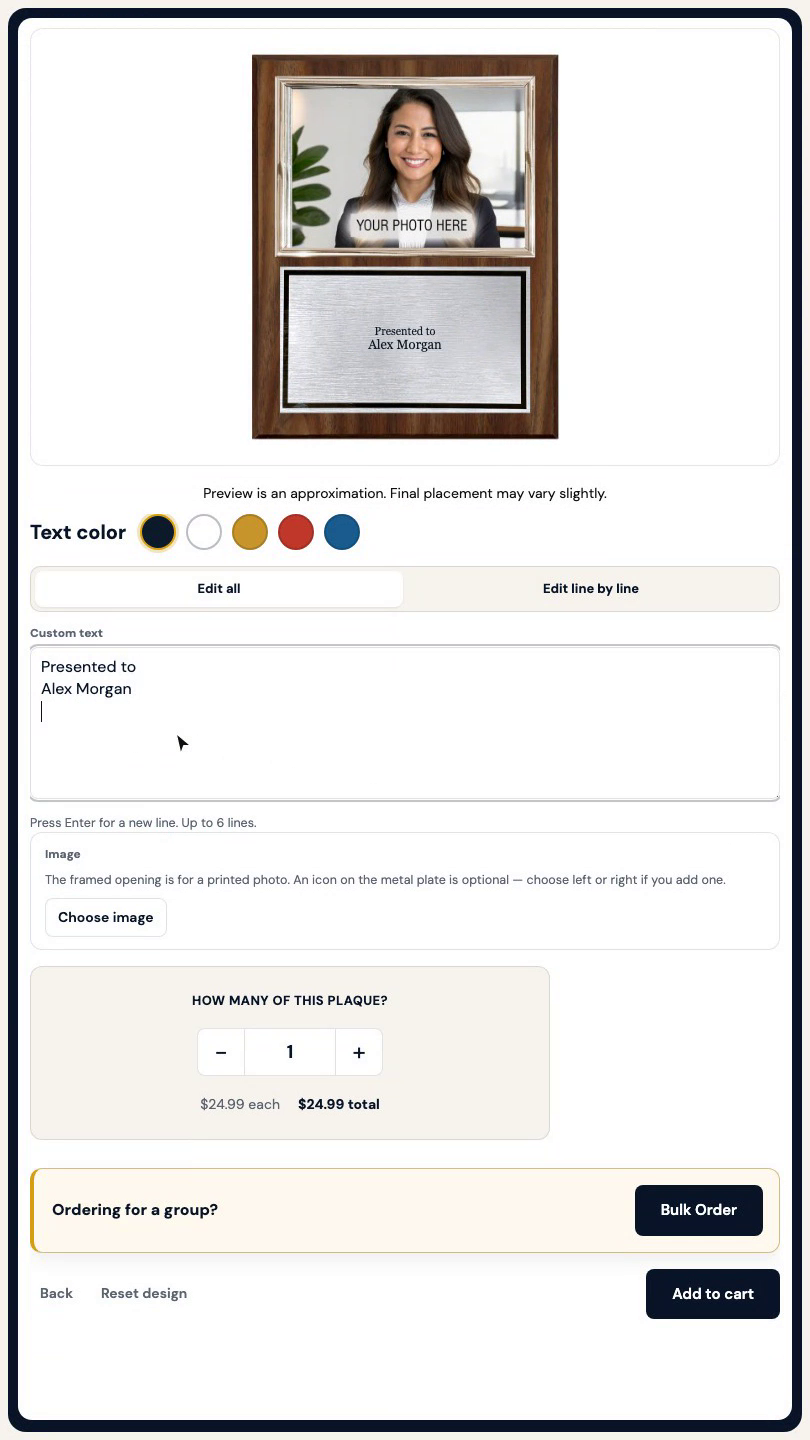 YOUR PHOTO HERE
Presented to
Alex Morgan
Preview is an approximation. Final placement may vary slightly.
Text color
Edit all
Edit line by line
Custom text
Presented to
Alex Morgan
Press Enter for a new line. Up to 6 lines.
Image
The framed opening is for a printed photo. An icon on the metal plate is optional — choose left or right if you add one.
Choose image
HOW MANY OF THIS PLAQUE?
− 1 +
$24.99 each $24.99 total
Ordering for a group?
Bulk Order
Back
Reset design
Add to cart